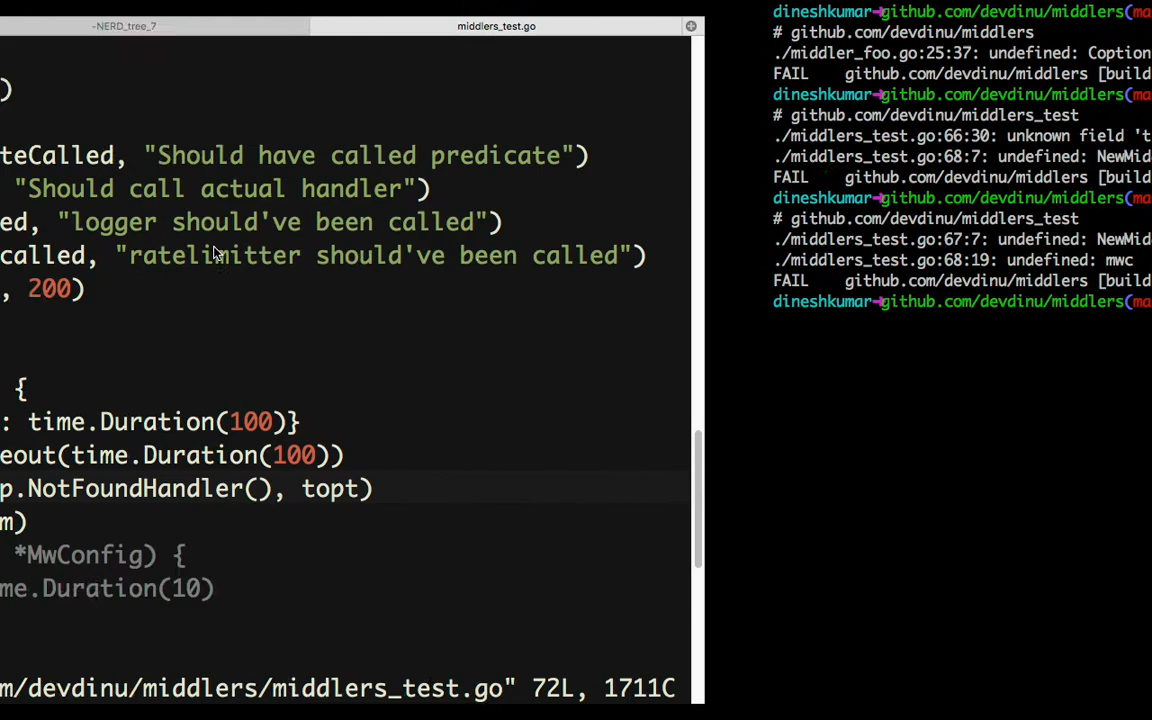 ~NERD_tree_7
middlers_test.go
)
teCalled, "Should have called predicate")
"Should call actual handler")
ed, "logger should've been called")
called, "ratelimitter should've been called")
, 200)
{
: time.Duration(100)}
eout(time.Duration(100))
p.NotFoundHandler(), topt)
m)
*MwConfig) {
me.Duration(10)
m/devdinu/middlers/middlers_test.go" 72L, 1711C
dineshkumar→github.com/devdinu/middlers(ma
# github.com/devdinu/middlers
./middler_foo.go:25:37: undefined: Coption
FAIL github.com/devdinu/middlers [build
dineshkumar→github.com/devdinu/middlers(ma
# github.com/devdinu/middlers_test
./middlers_test.go:66:30: unknown field 't
./middlers_test.go:68:7: undefined: NewMid
FAIL github.com/devdinu/middlers [build
dineshkumar→github.com/devdinu/middlers(ma
# github.com/devdinu/middlers_test
./middlers_test.go:67:7: undefined: NewMid
./middlers_test.go:68:19: undefined: mwc
FAIL github.com/devdinu/middlers [build
dineshkumar→github.com/devdinu/middlers(ma